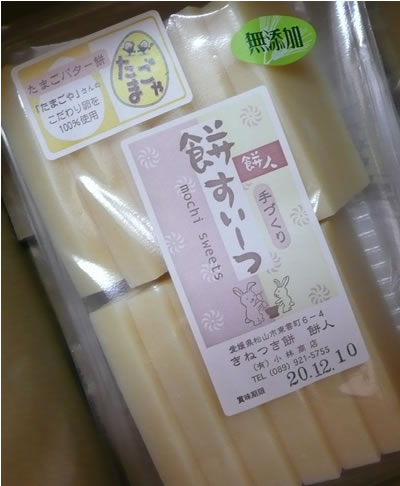 無添加
たまごバター餅
「たまごや」さんの
こだわり卵を
100%使用
たまごや
餅人
手づくり
餅すいーつ
mochi sweets
愛媛県松山市東雲町6-4
きねつき餅 餅人
(有)小林商店
TEL (089) 921-5755
賞味期限 20.12.10